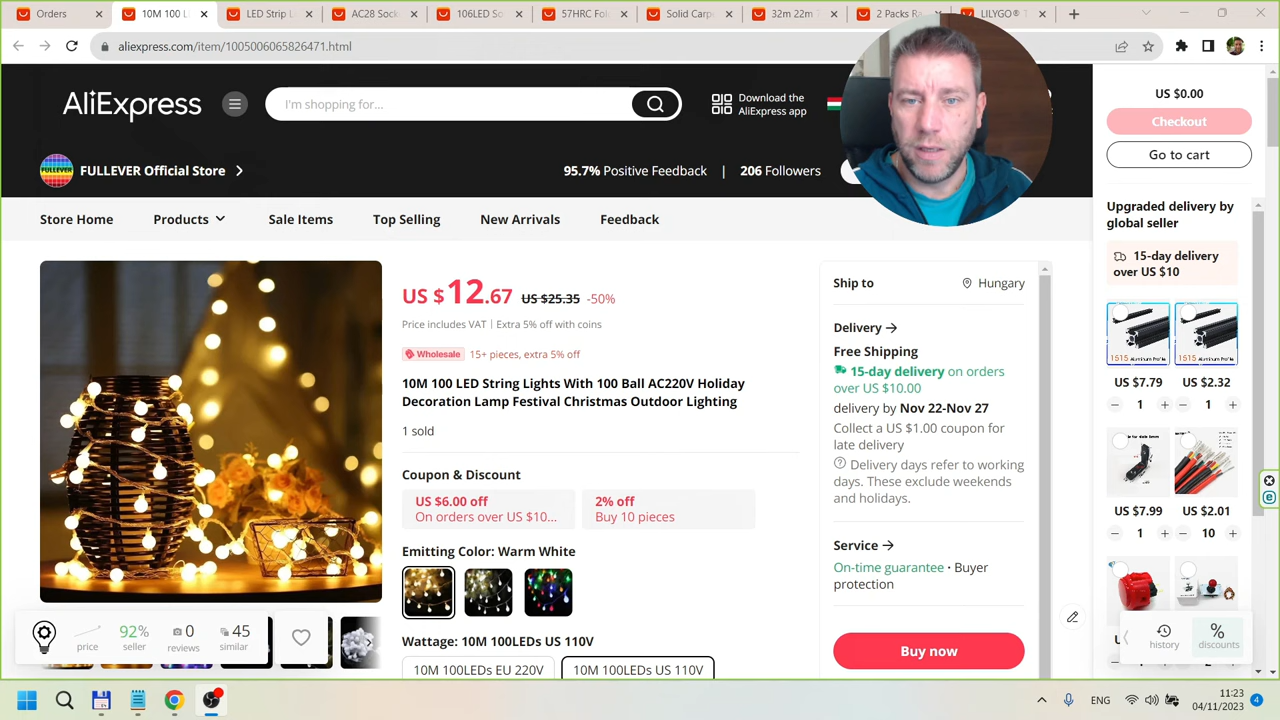 Orders
10M 100 L
LED Strip L
AC28 Sock
106LED So
57HRC Fo
Solid Carp
32m 22m T
2 Packs R
LILYGO® T
aliexpress.com/item/1005006065826471.html
AliExpress
I'm shopping for...
Download the
AliExpress app
US $0.00
Checkout
Go to cart
FULLEVER
FULLEVER Official Store
95.7% Positive Feedback | 206 Followers
Store Home
Products
Sale Items
Top Selling
New Arrivals
Feedback
Upgraded delivery by
global seller
15-day delivery
over US $10
US $12.67 US $25.35 -50%
Price includes VAT | Extra 5% off with coins
Wholesale 15+ pieces, extra 5% off
10M 100 LED String Lights With 100 Ball AC220V Holiday
Decoration Lamp Festival Christmas Outdoor Lighting
1 sold
Coupon & Discount
US $6.00 off
On orders over US $10...
2% off
Buy 10 pieces
Emitting Color: Warm White
Wattage: 10M 100LEDs US 110V
10M 100LEDs EU 220V
10M 100LEDs US 110V
Ship to
Hungary
Delivery
Free Shipping
15-day delivery on orders
over US $10.00
delivery by Nov 22-Nov 27
Collect a US $1.00 coupon for
late delivery
Delivery days refer to working
days. These exclude weekends
and holidays.
Service
On-time guarantee · Buyer
protection
Buy now
1515 Aluminum Profile
1515 Aluminum Profile
US $7.79
US $2.32
1
1
US $7.99
US $2.01
1
10
price
92%
seller
0
reviews
45
similar
history
%
discounts
ENG
11:23
04/11/2023
4